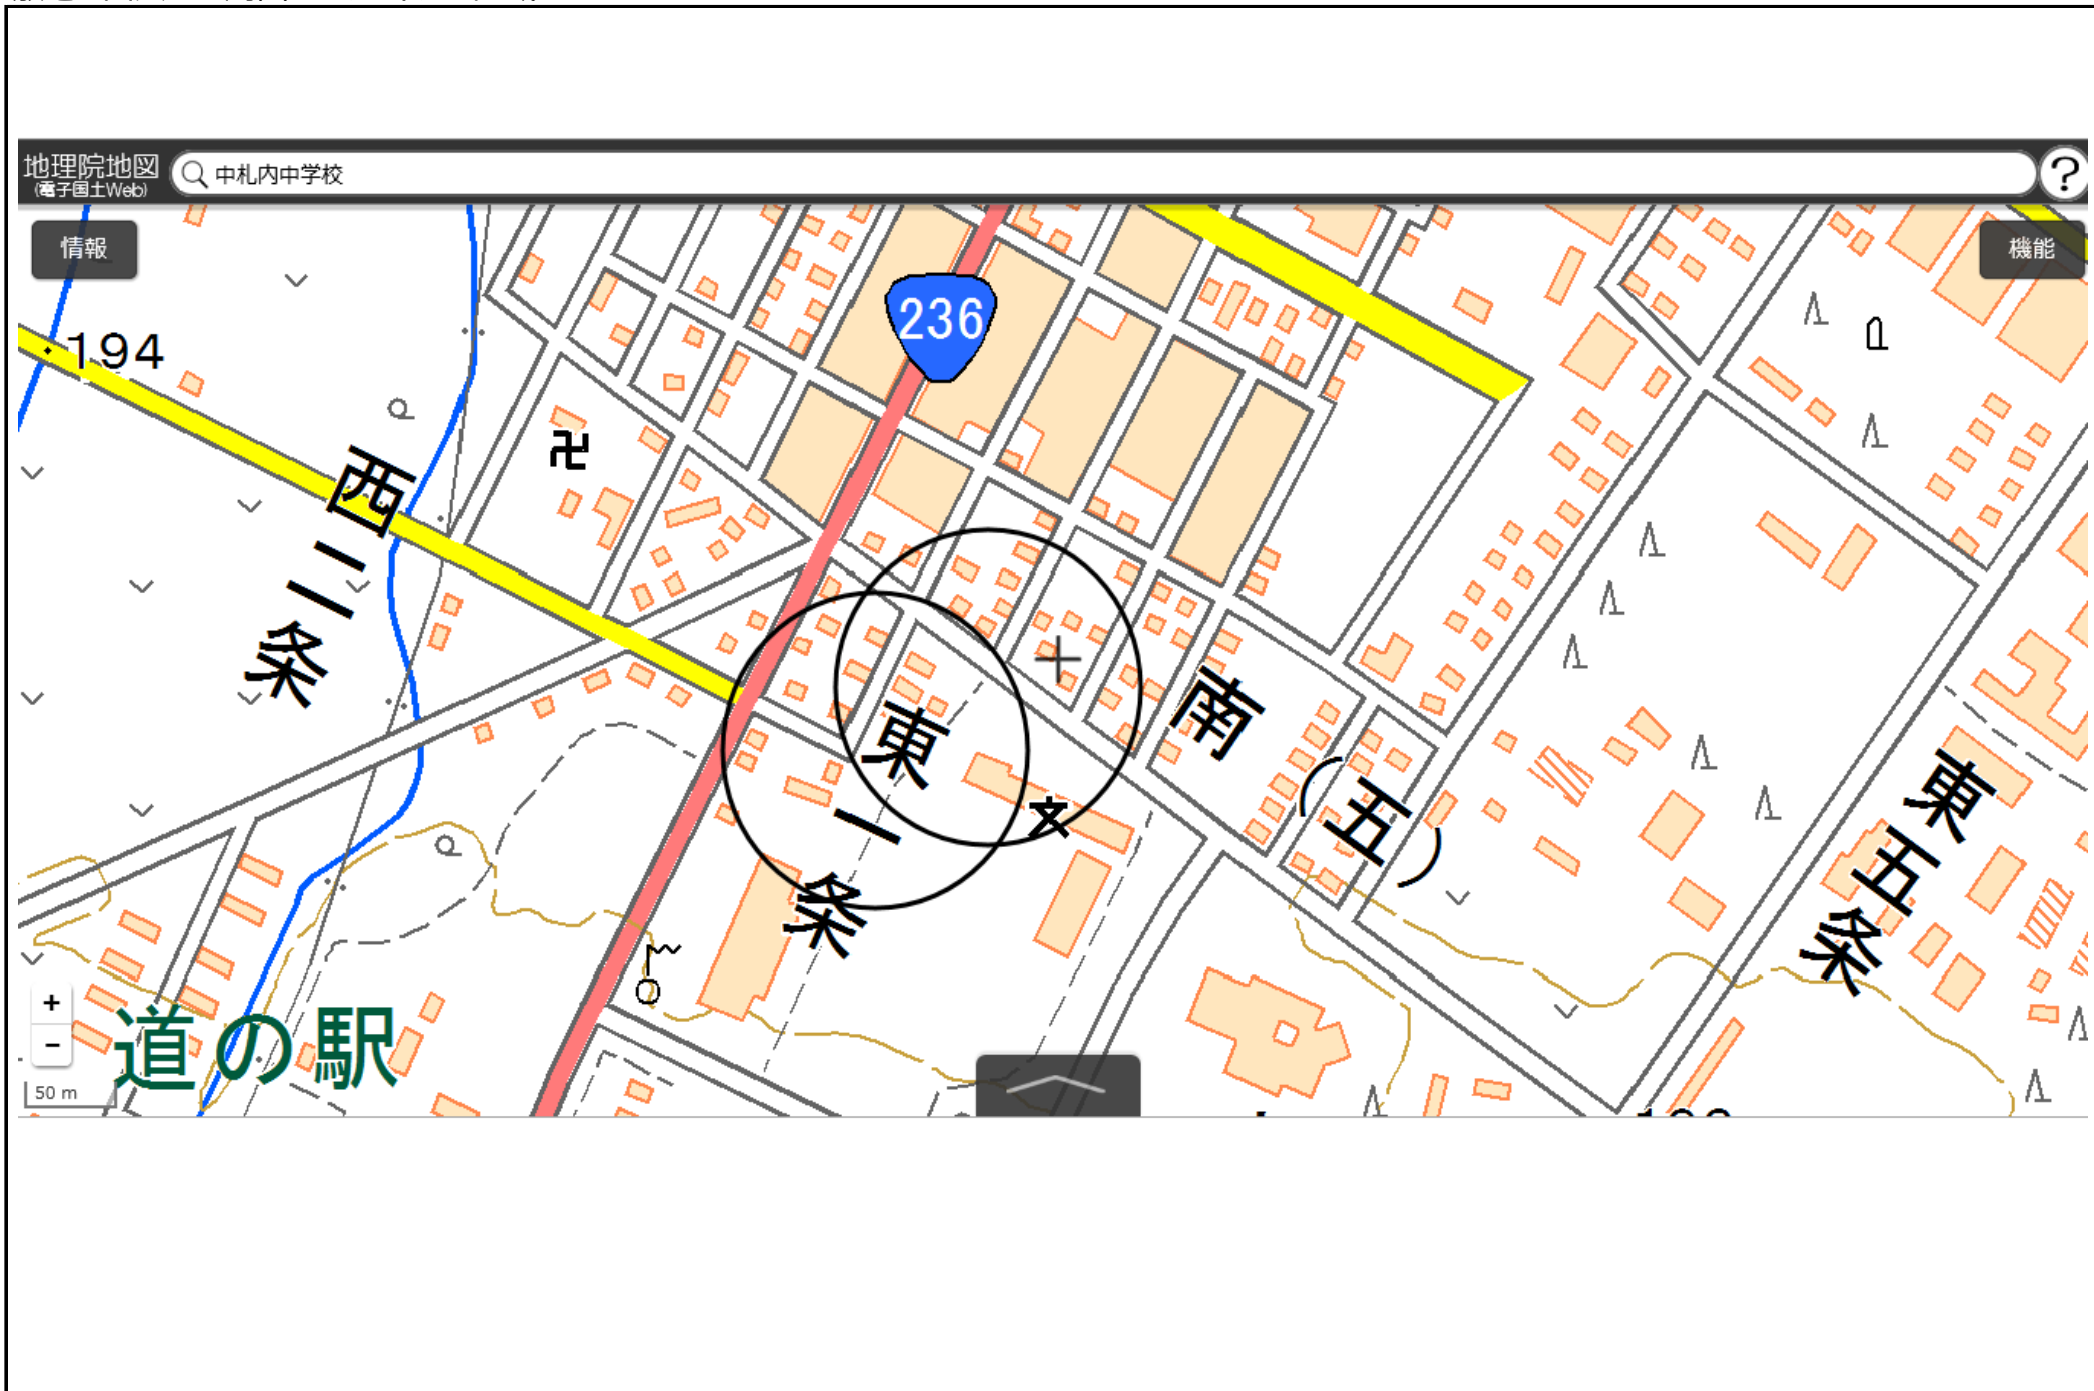 地理院地図
(電子国土Web)
中札内中学校
?
情報
機能
236
194
西二条
東一条
南(五)
東五条
道の駅
+
−
50 m